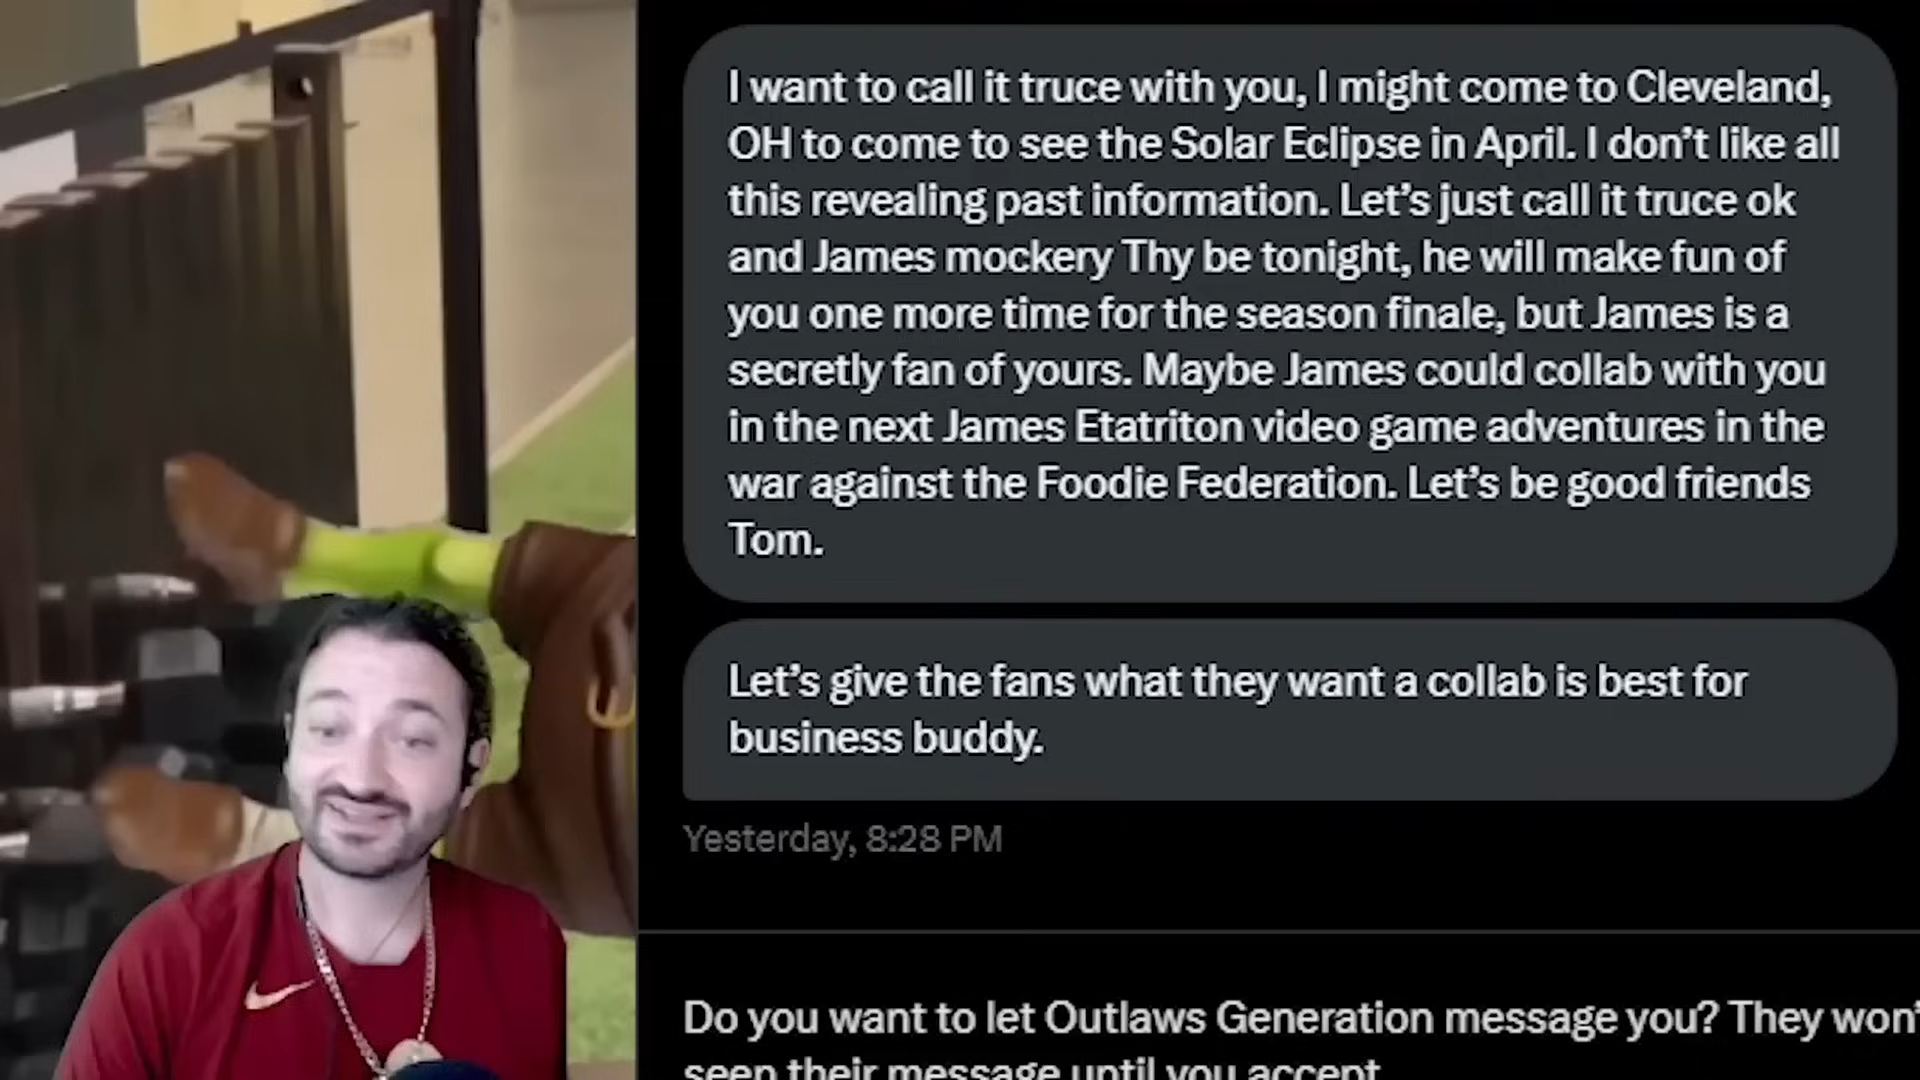 I want to call it truce with you, I might come to Cleveland,
OH to come to see the Solar Eclipse in April. I don’t like all
this revealing past information. Let’s just call it truce ok
and James mockery Thy be tonight, he will make fun of
you one more time for the season finale, but James is a
secretly fan of yours. Maybe James could collab with you
in the next James Etatriton video game adventures in the
war against the Foodie Federation. Let’s be good friends
Tom.
Let’s give the fans what they want a collab is best for
business buddy.
Yesterday, 8:28 PM
Do you want to let Outlaws Generation message you? They won’
seen their message until you accept